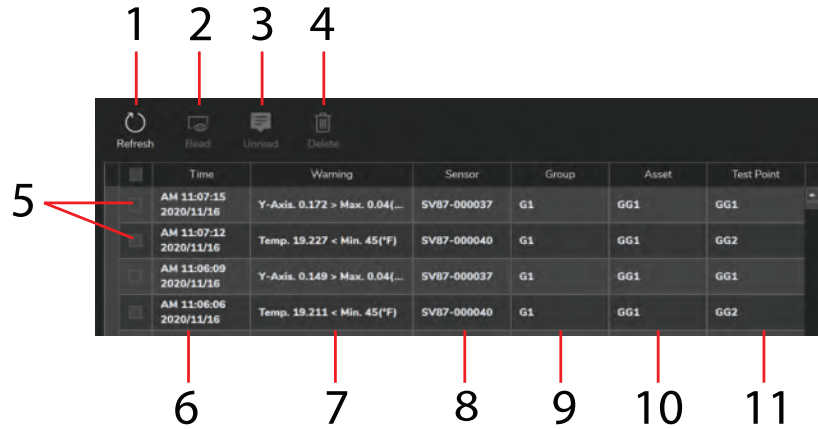 1 2 3 4
Refresh Read Unread Delete
Time Warning Sensor Group Asset Test Point
5
AM 11:07:15
2020/11/16
Y-Axis. 0.172 > Max. 0.04(... SV87-000037 G1 GG1 GG1
AM 11:07:12
2020/11/16
Temp. 19.227 < Min. 45(°F) SV87-000040 G1 GG1 GG2
AM 11:06:09
2020/11/16
Y-Axis. 0.149 > Max. 0.04(... SV87-000037 G1 GG1 GG1
AM 11:06:06
2020/11/16
Temp. 19.211 < Min. 45(°F) SV87-000040 G1 GG1 GG2
6 7 8 9 10 11